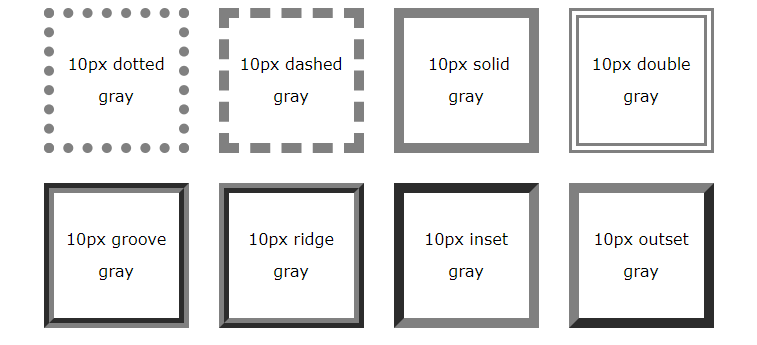 10px dotted
gray
10px dashed
gray
10px solid
gray
10px double
gray
10px groove
gray
10px ridge
gray
10px inset
gray
10px outset
gray